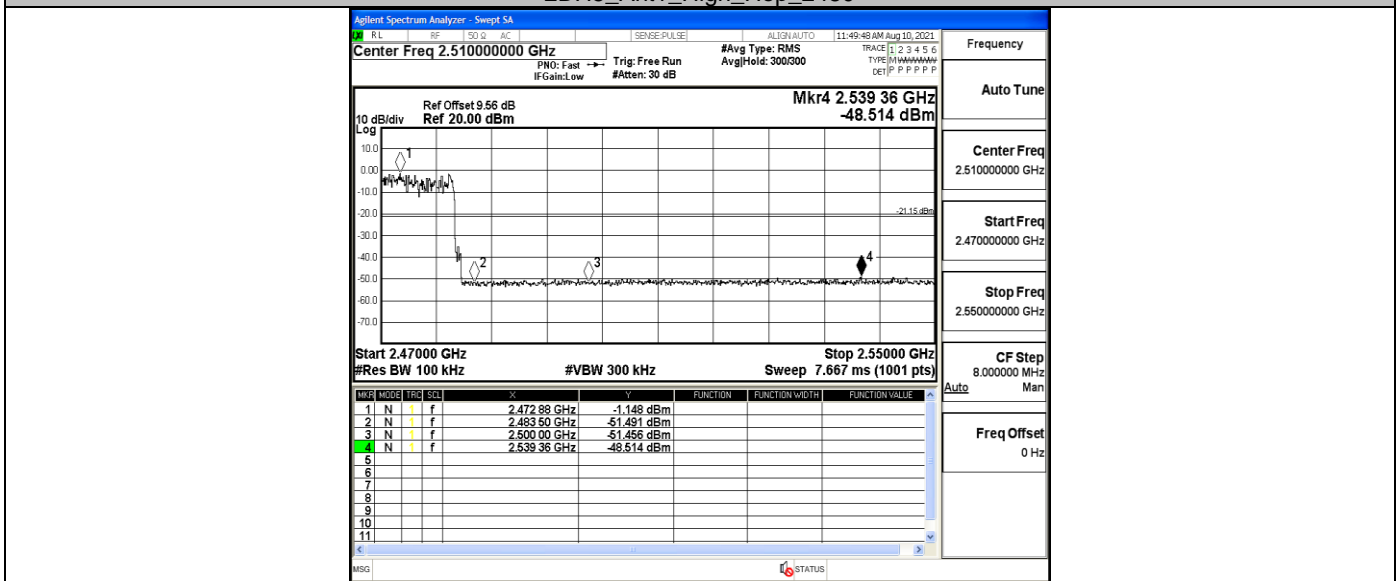 Agilent Spectrum Analyzer - Swept SA
RL RF 50 Ω AC SENSE:PULSE ALIGN AUTO 11:49:48 AM Aug 10, 2021
Center Freq 2.510000000 GHz
PNO: Fast
IFGain:Low
Trig: Free Run
#Atten: 30 dB
#Avg Type: RMS
Avg|Hold: 300/300
TRACE 1 2 3 4 5 6
TYPE M
DET P P P P P P
Frequency
Auto Tune
Center Freq
2.510000000 GHz
Start Freq
2.470000000 GHz
Stop Freq
2.550000000 GHz
CF Step
8.000000 MHz
Auto Man
Freq Offset
0 Hz
Mkr4 2.539 36 GHz
-48.514 dBm
Ref Offset 9.56 dB
10 dB/div Ref 20.00 dBm
Log
10.0
0.00
-10.0
-20.0
-30.0
-40.0
-50.0
-60.0
-70.0
1
2
3
4
-21.15 dBm
Start 2.47000 GHz Stop 2.55000 GHz
#Res BW 100 kHz #VBW 300 kHz Sweep 7.667 ms (1001 pts)
MKR MODE TRC SCL X Y FUNCTION FUNCTION WIDTH FUNCTION VALUE
1 N 1 f 2.472 88 GHz -1.148 dBm
2 N 1 f 2.483 50 GHz -51.491 dBm
3 N 1 f 2.500 00 GHz -51.456 dBm
4 N 1 f 2.539 36 GHz -48.514 dBm
5
6
7
8
9
10
11
MSG STATUS